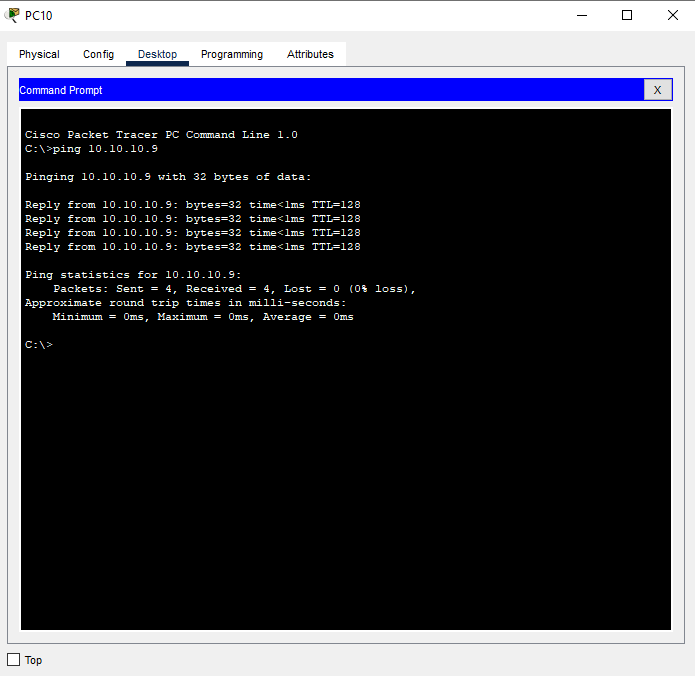 PC10
Physical Config Desktop Programming Attributes
Command Prompt X
Cisco Packet Tracer PC Command Line 1.0
C:\>ping 10.10.10.9
Pinging 10.10.10.9 with 32 bytes of data:
Reply from 10.10.10.9: bytes=32 time<1ms TTL=128
Reply from 10.10.10.9: bytes=32 time<1ms TTL=128
Reply from 10.10.10.9: bytes=32 time<1ms TTL=128
Reply from 10.10.10.9: bytes=32 time<1ms TTL=128
Ping statistics for 10.10.10.9:
Packets: Sent = 4, Received = 4, Lost = 0 (0% loss),
Approximate round trip times in milli-seconds:
Minimum = 0ms, Maximum = 0ms, Average = 0ms
C:\>
Top